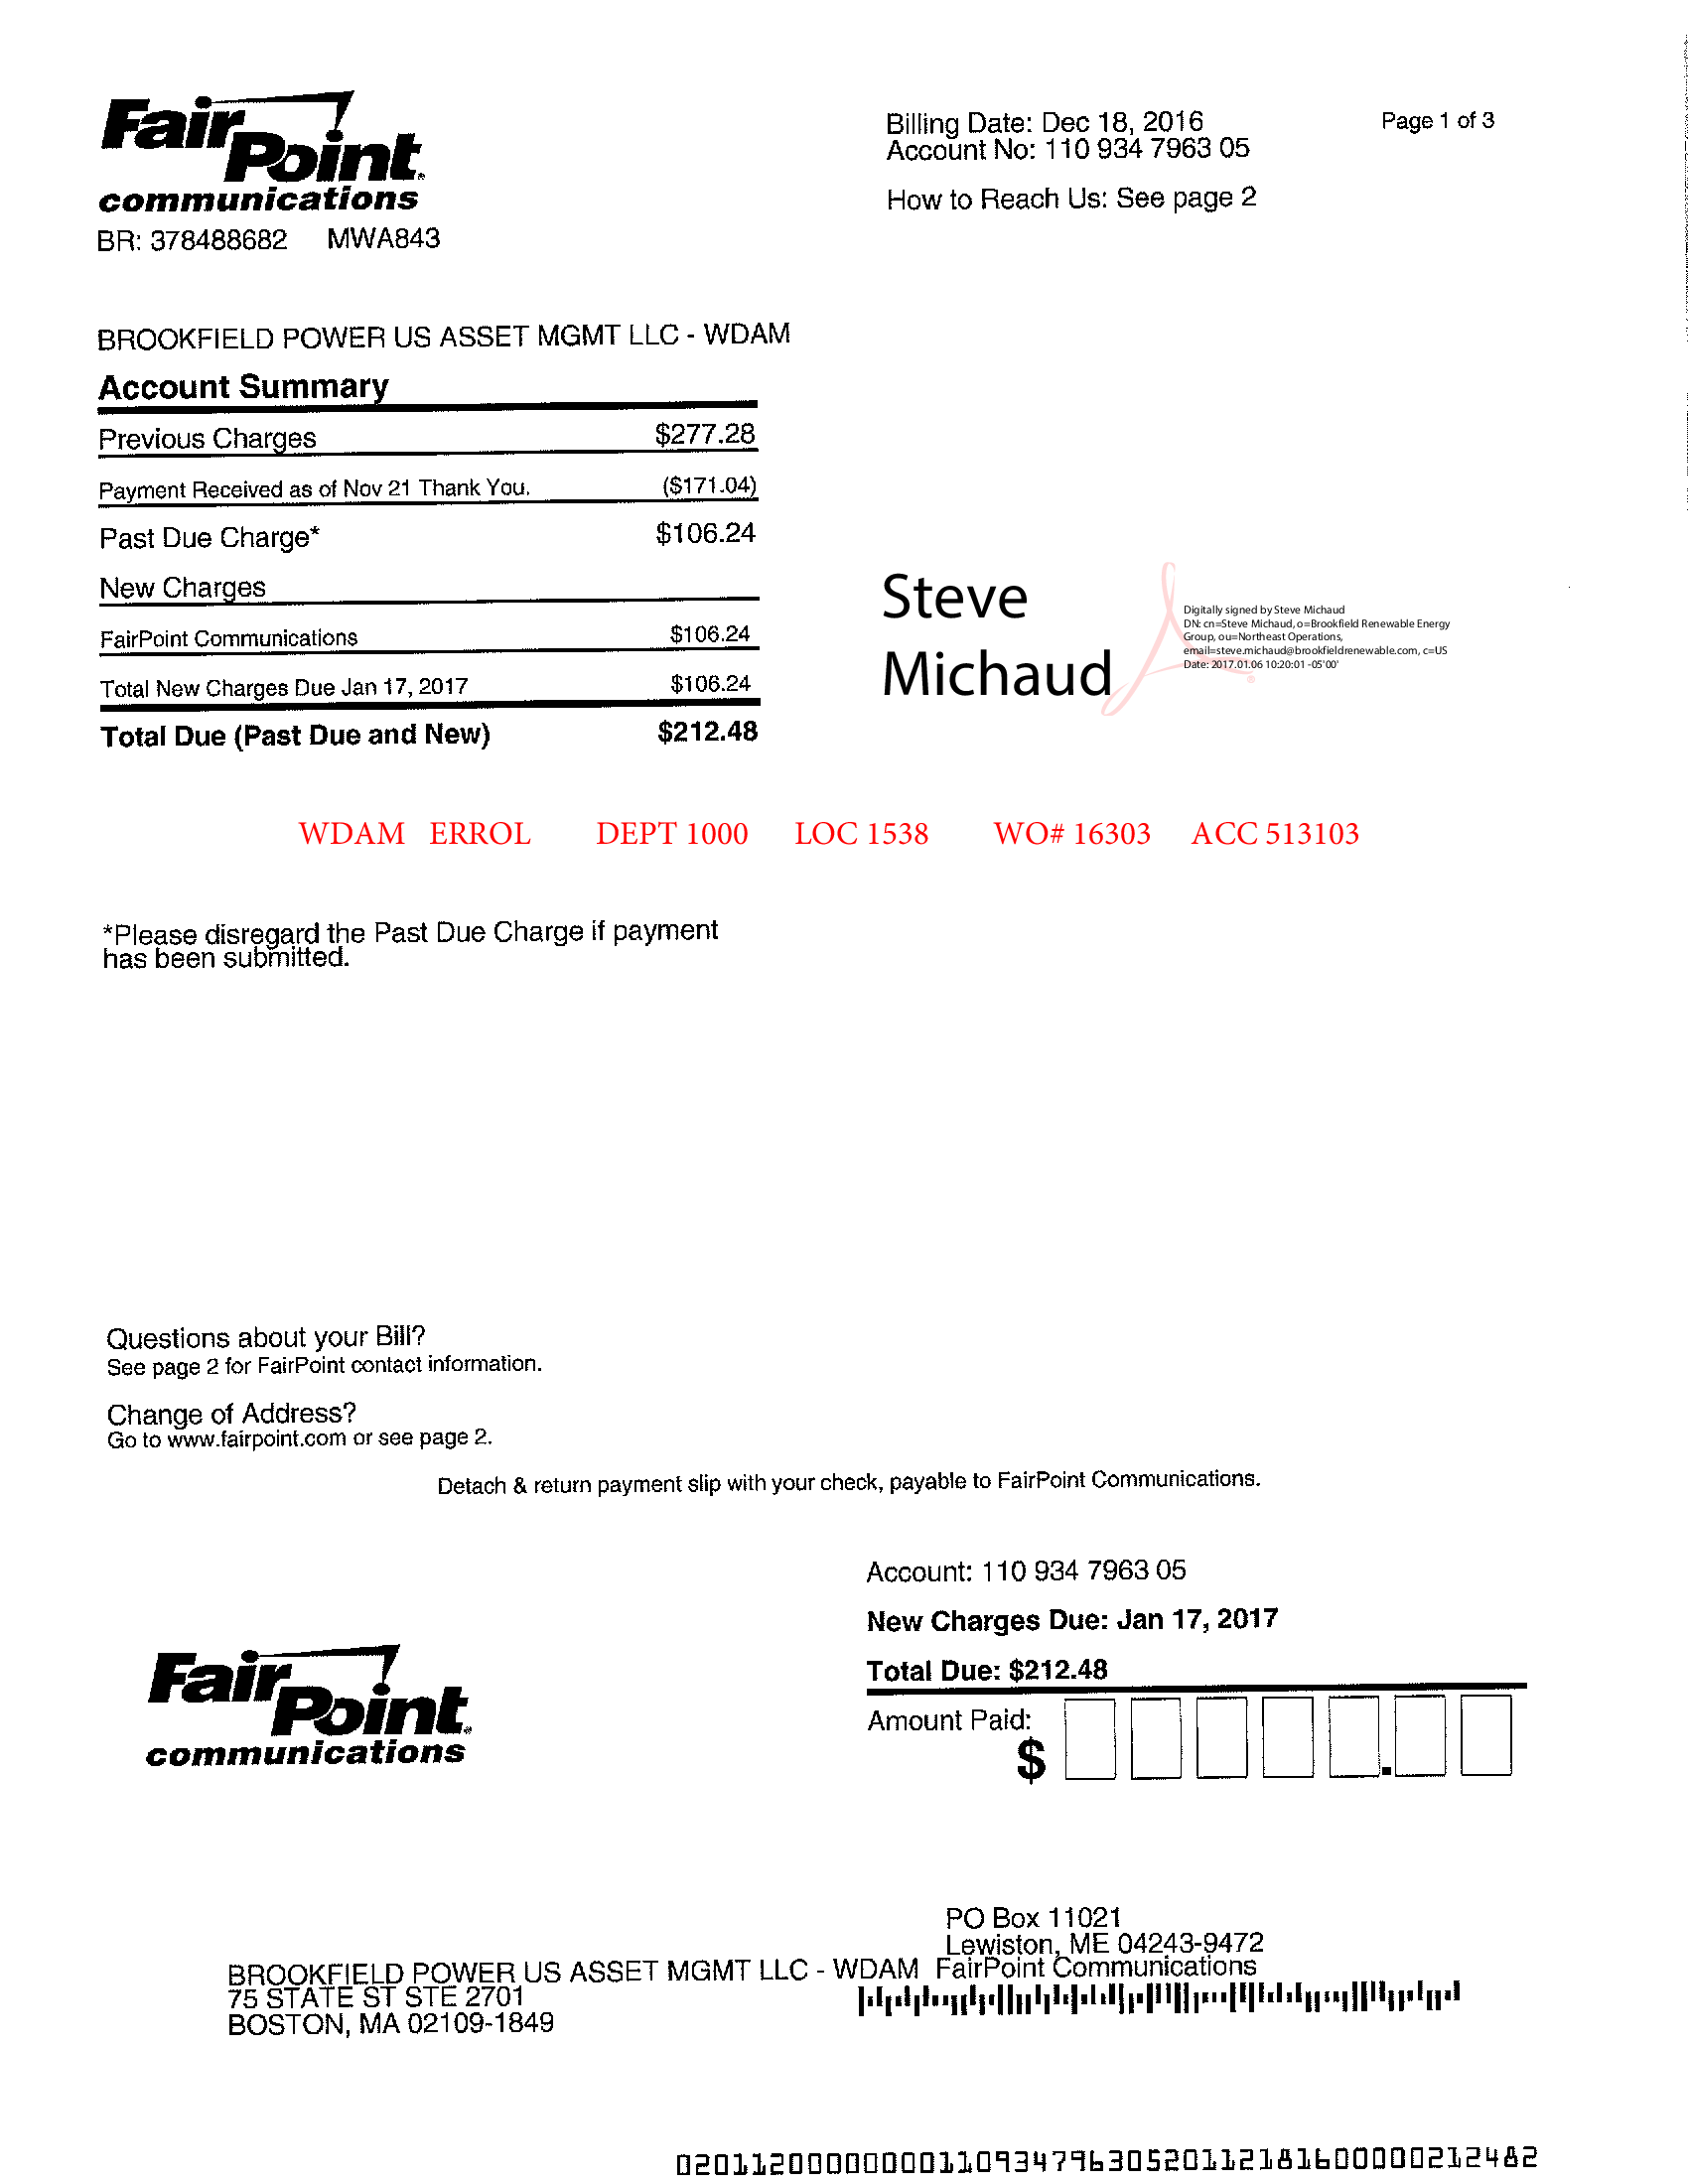 FairPoint
communications
BR: 378488682 MWA843
Billing Date: Dec 18, 2016
Account No: 110 934 7963 05
How to Reach Us: See page 2
Page 1 of 3
BROOKFIELD POWER US ASSET MGMT LLC - WDAM
Account Summary
Previous Charges $277.28
Payment Received as of Nov 21 Thank You. ($171.04)
Past Due Charge* $106.24
New Charges
FairPoint Communications $106.24
Total New Charges Due Jan 17, 2017 $106.24
Total Due (Past Due and New) $212.48
Steve
Michaud
Digitally signed by Steve Michaud
DN: cn=Steve Michaud, o=Brookfield Renewable Energy
Group, ou=Northeast Operations,
email=steve.michaud@brookfieldrenewable.com, c=US
Date: 2017.01.06 10:20:01 -05'00'
WDAM ERROL DEPT 1000 LOC 1538 WO# 16303 ACC 513103
*Please disregard the Past Due Charge if payment
has been submitted.
Questions about your Bill?
See page 2 for FairPoint contact information.
Change of Address?
Go to www.fairpoint.com or see page 2.
Detach & return payment slip with your check, payable to FairPoint Communications.
FairPoint
communications
Account: 110 934 7963 05
New Charges Due: Jan 17, 2017
Total Due: $212.48
Amount Paid:
$ .
PO Box 11021
Lewiston, ME 04243-9472
FairPoint Communications
BROOKFIELD POWER US ASSET MGMT LLC - WDAM
75 STATE ST STE 2701
BOSTON, MA 02109-1849
02011200000000110934796305201121816000002124​82